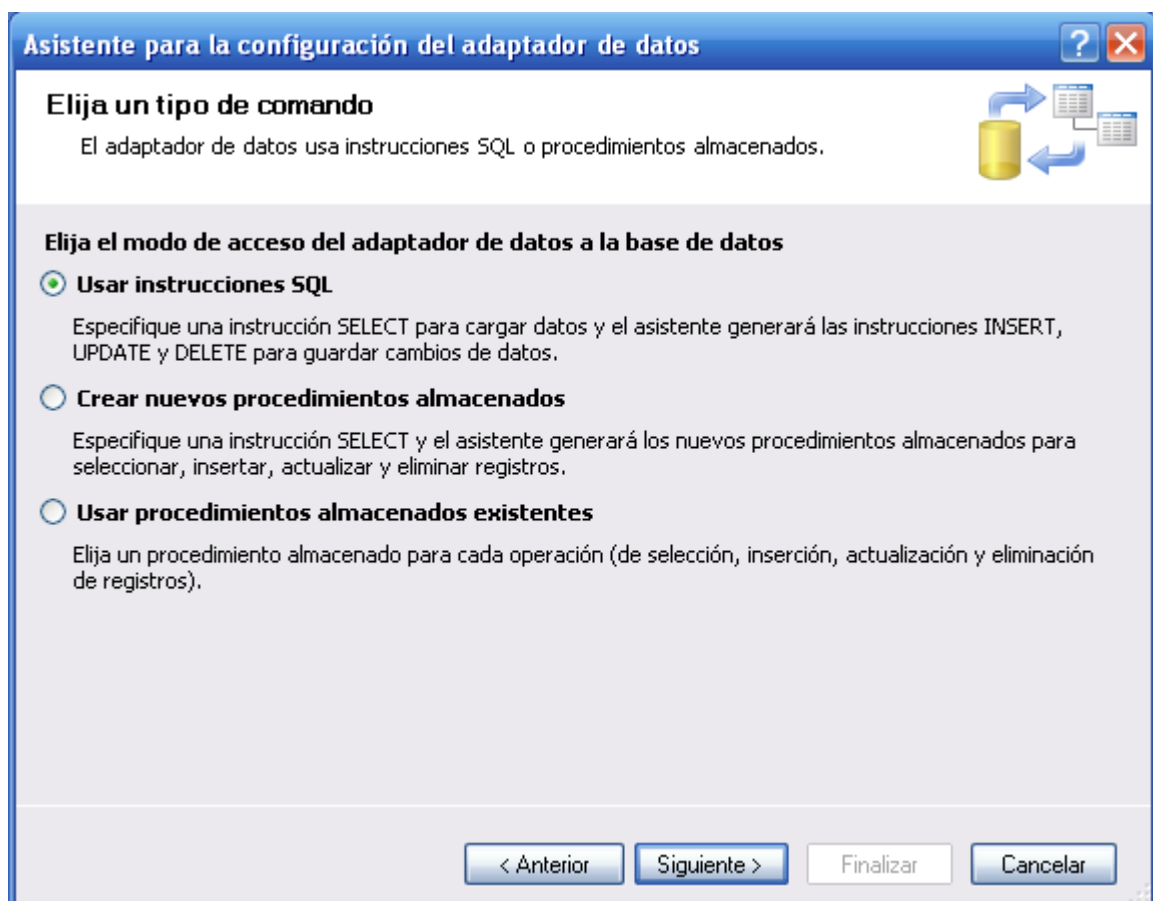 Asistente para la configuración del adaptador de datos
Elija un tipo de comando
El adaptador de datos usa instrucciones SQL o procedimientos almacenados.
Elija el modo de acceso del adaptador de datos a la base de datos
Usar instrucciones SQL
Especifique una instrucción SELECT para cargar datos y el asistente generará las instrucciones INSERT,
UPDATE y DELETE para guardar cambios de datos.
Crear nuevos procedimientos almacenados
Especifique una instrucción SELECT y el asistente generará los nuevos procedimientos almacenados para
seleccionar, insertar, actualizar y eliminar registros.
Usar procedimientos almacenados existentes
Elija un procedimiento almacenado para cada operación (de selección, inserción, actualización y eliminación
de registros).
< Anterior Siguiente > Finalizar Cancelar